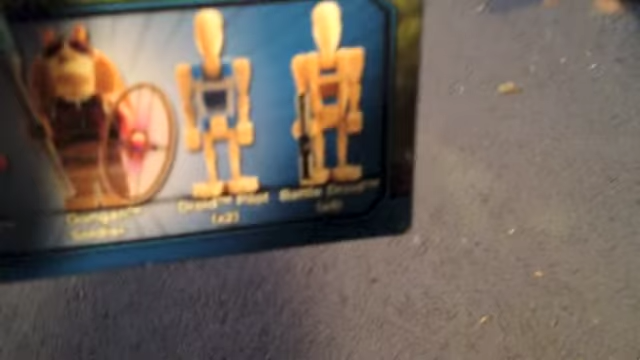 Gungan™
Soldier
Droid™ Pilot
(x2)
Battle Droid™